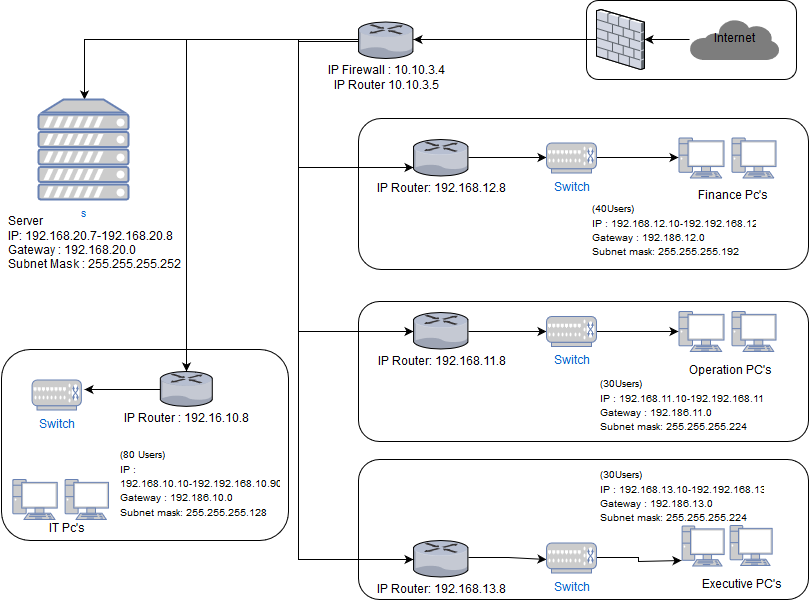 Internet
IP Firewall : 10.10.3.4
IP Router 10.10.3.5
IP Router: 192.168.12.8
Switch
Finance Pc's
(40Users)
IP : 192.168.12.10-192.192.168.12
Gateway : 192.186.12.0
Subnet mask: 255.255.255.192
s
Server
IP: 192.168.20.7-192.168.20.8
Gateway : 192.168.20.0
Subnet Mask : 255.255.255.252
IP Router: 192.168.11.8
Switch
Operation PC's
(30Users)
IP : 192.168.11.10-192.192.168.11
Gateway : 192.186.11.0
Subnet mask: 255.255.255.224
Switch
IP Router : 192.16.10.8
(80 Users)
IP :
192.168.10.10-192.192.168.10.90
Gateway : 192.186.10.0
Subnet mask: 255.255.255.128
IT Pc's
(30Users)
IP : 192.168.13.10-192.192.168.13
Gateway : 192.186.13.0
Subnet mask: 255.255.255.224
IP Router: 192.168.13.8
Switch
Executive PC's